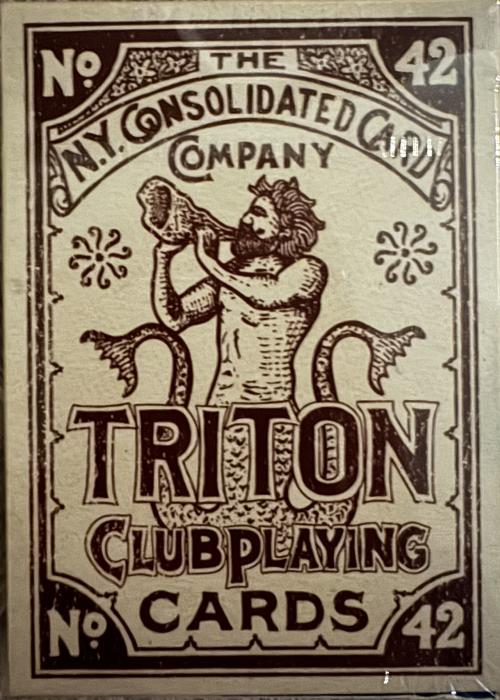 Nº 42
THE
N.Y. CONSOLIDATED CARD
COMPANY
TRITON
CLUB PLAYING
CARDS
Nº 42